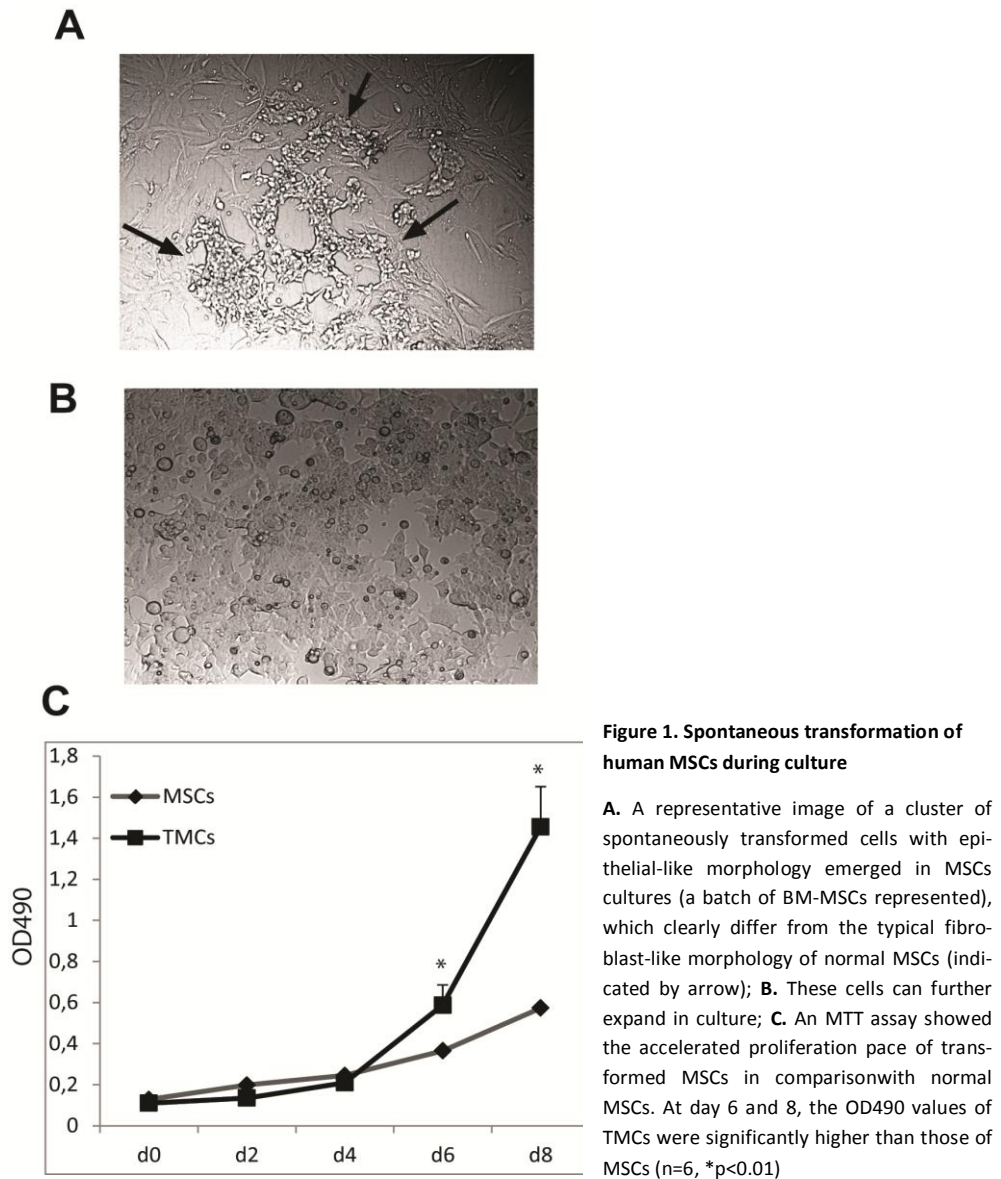 A
B
C
1,8
1,6
1,4
1,2
1
0,8
0,6
0,4
0,2
0
OD490
MSCs
TMCs
*
*
d0 d2 d4 d6 d8
Figure 1. Spontaneous transformation of
human MSCs during culture
A. A representative image of a cluster of
spontaneously transformed cells with epi-
thelial-like morphology emerged in MSCs
cultures (a batch of BM-MSCs represented),
which clearly differ from the typical fibro-
blast-like morphology of normal MSCs (indi-
cated by arrow); B. These cells can further
expand in culture; C. An MTT assay showed
the accelerated proliferation pace of trans-
formed MSCs in comparisonwith normal
MSCs. At day 6 and 8, the OD490 values of
TMCs were significantly higher than those of
MSCs (n=6, *p<0.01)